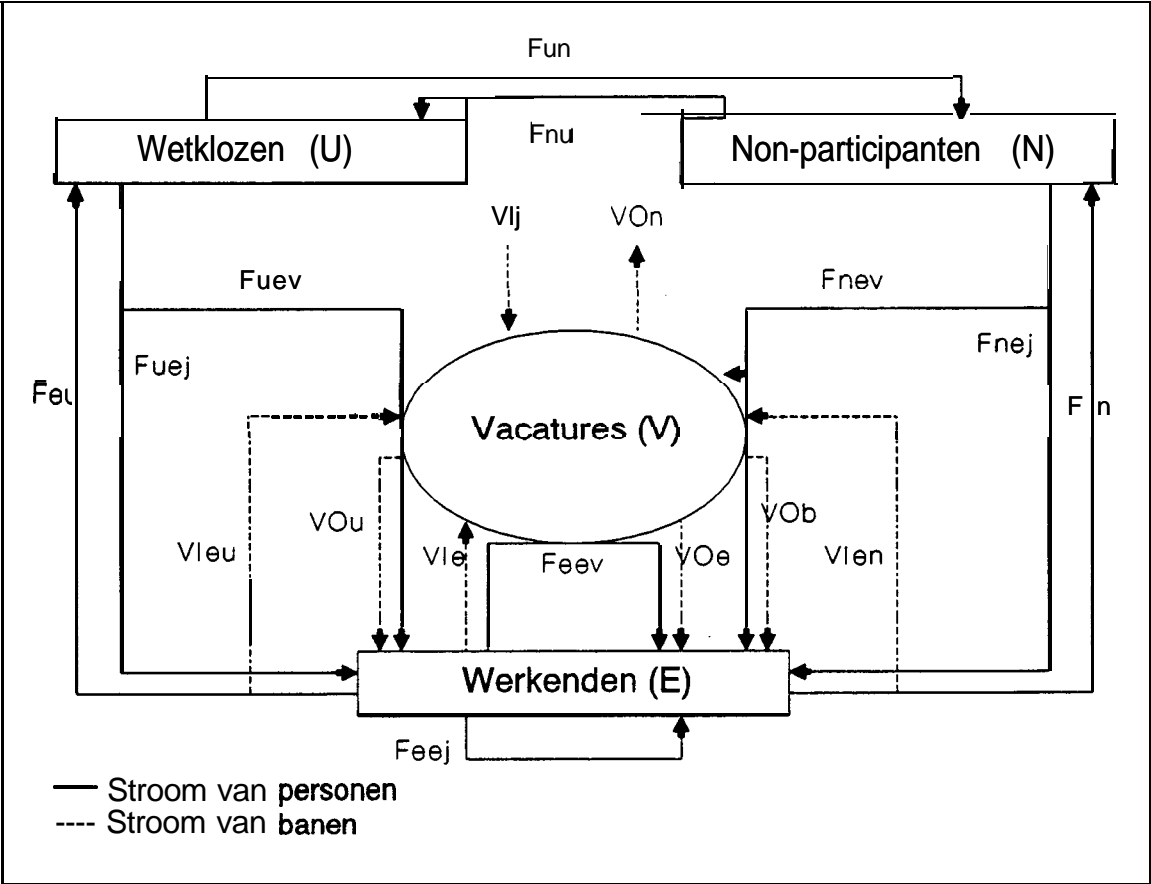 Fun
Fnu
Wetklozen (U)
Non-participanten (N)
VIj
VOn
Fuev
Fnev
Fuej
Fnej
Feu
F n
Vacatures (V)
VOu
VOb
VIeu
VIe
Feev
VOe
VIen
Werkenden (E)
Feej
Stroom van personen
Stroom van banen